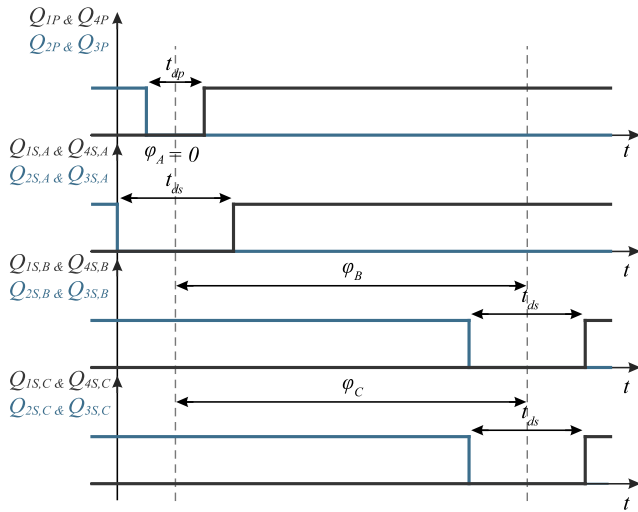 Q1P & Q4P
Q2P & Q3P
tdp
t
Q1S,A & Q4S,A
φA = 0
Q2S,A & Q3S,A
tds
t
Q1S,B & Q4S,B
φB
Q2S,B & Q3S,B
tds
t
Q1S,C & Q4S,C
φC
Q2S,C & Q3S,C
tds
t